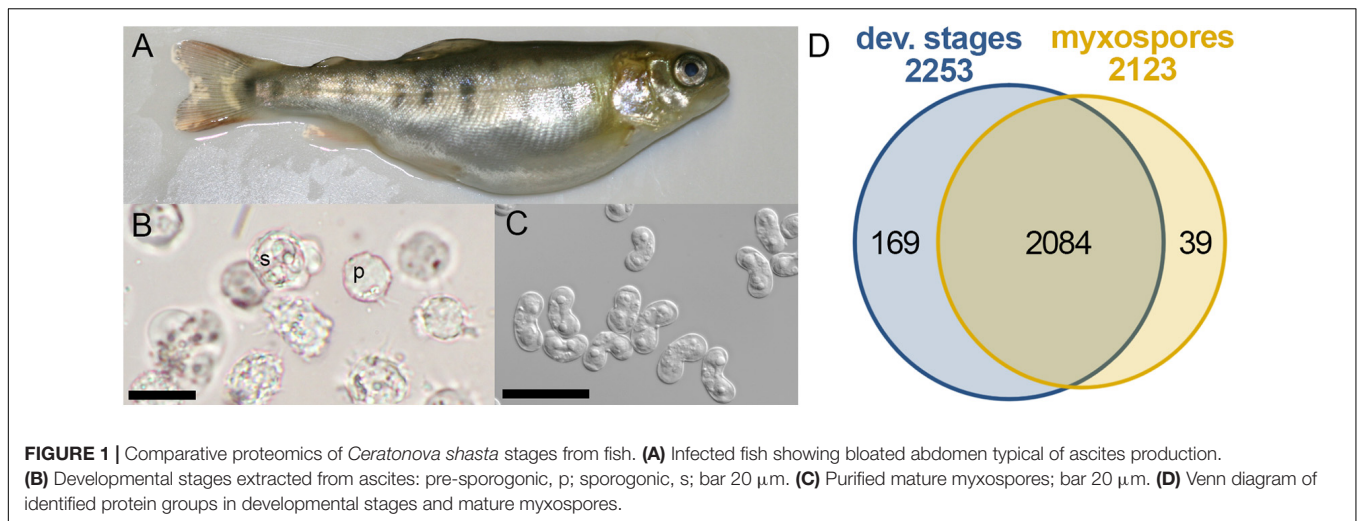 A
B
s
p
C
D
dev. stages
2253
myxospores
2123
169
2084
39
FIGURE 1 | Comparative proteomics of Ceratonova shasta stages from fish. (A) Infected fish showing bloated abdomen typical of ascites production.
(B) Developmental stages extracted from ascites: pre-sporogonic, p; sporogonic, s; bar 20 μm. (C) Purified mature myxospores; bar 20 μm. (D) Venn diagram of
identified protein groups in developmental stages and mature myxospores.